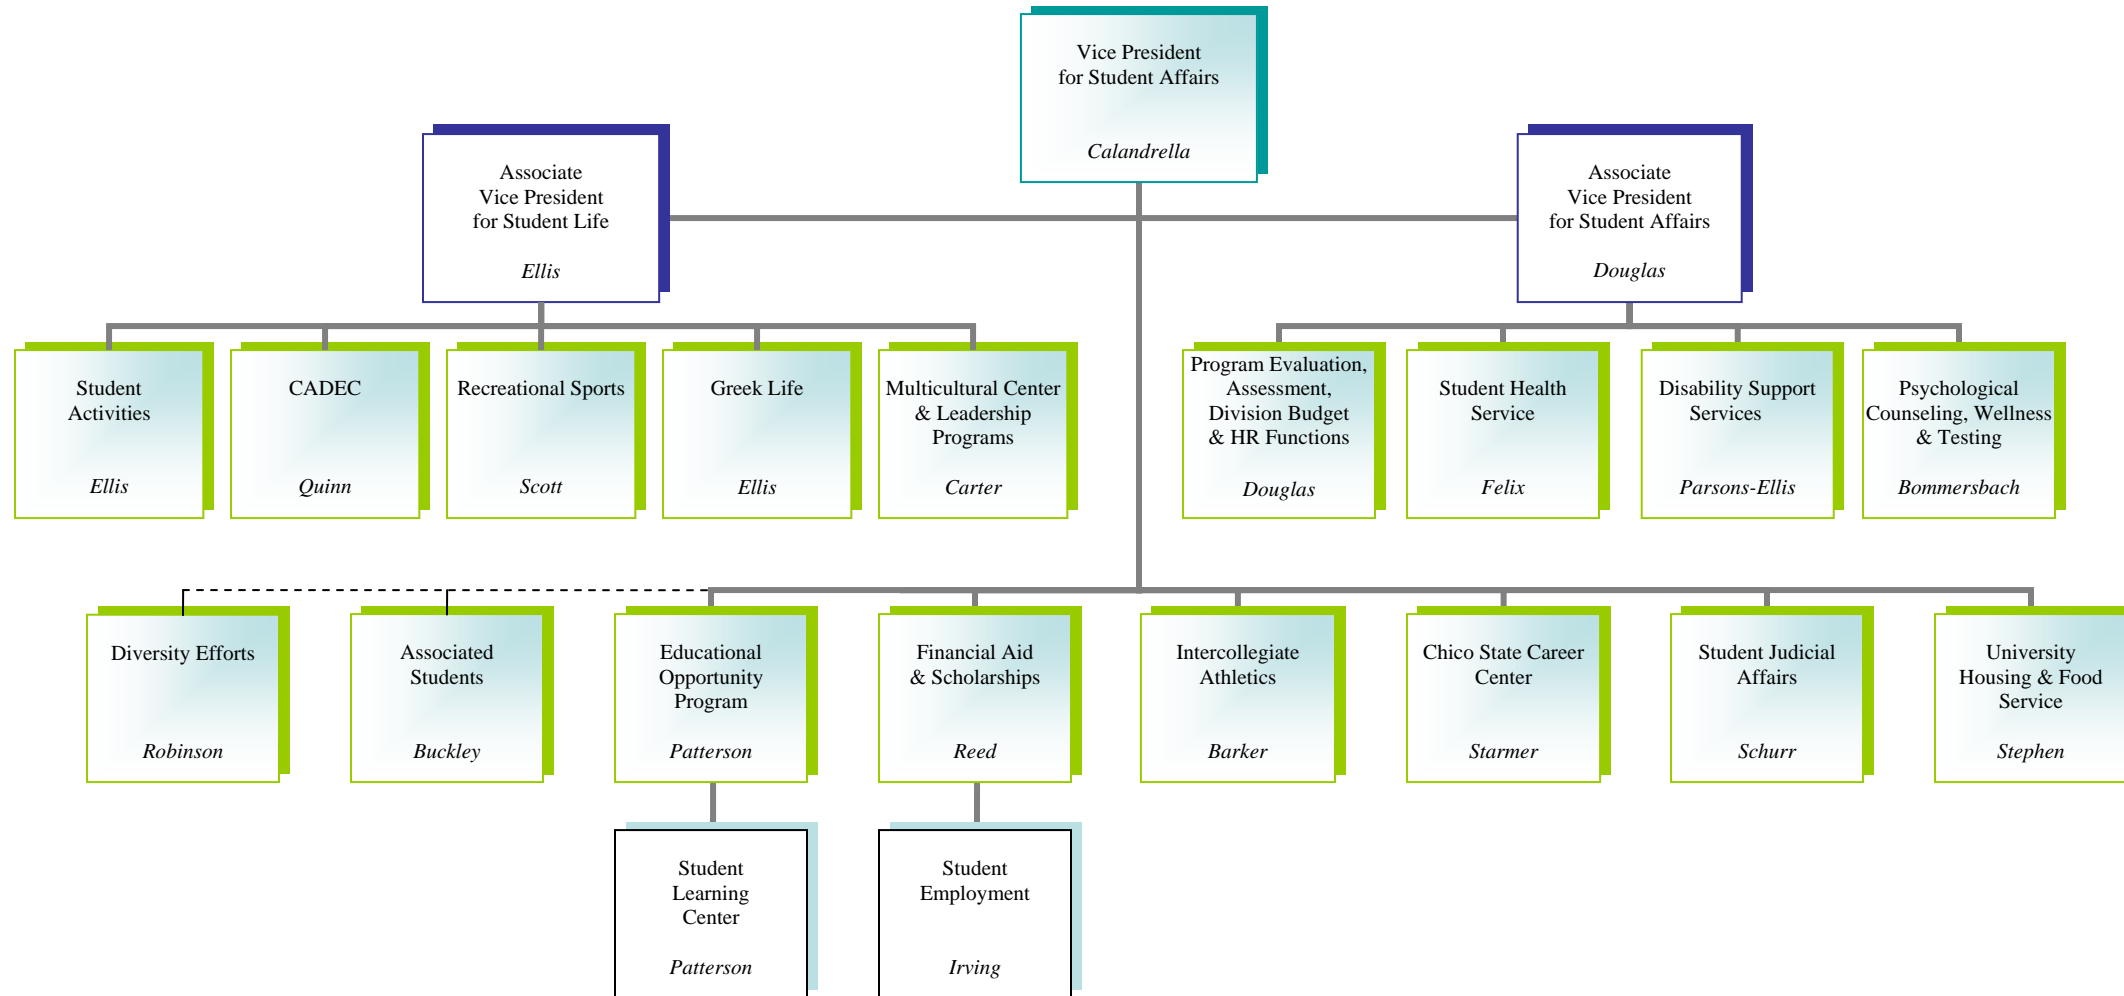 Vice President
for Student Affairs
Calandrella
Associate
Vice President
for Student Life
Ellis
Associate
Vice President
for Student Affairs
Douglas
Student
Activities
Ellis
CADEC
Quinn
Recreational Sports
Scott
Greek Life
Ellis
Multicultural Center
& Leadership
Programs
Carter
Program Evaluation,
Assessment,
Division Budget
& HR Functions
Douglas
Student Health
Service
Felix
Disability Support
Services
Parsons-Ellis
Psychological
Counseling, Wellness
& Testing
Bommersbach
Diversity Efforts
Robinson
Associated
Students
Buckley
Educational
Opportunity
Program
Patterson
Financial Aid
& Scholarships
Reed
Intercollegiate
Athletics
Barker
Chico State Career
Center
Starmer
Student Judicial
Affairs
Schurr
University
Housing & Food
Service
Stephen
Student
Learning
Center
Patterson
Student
Employment
Irving